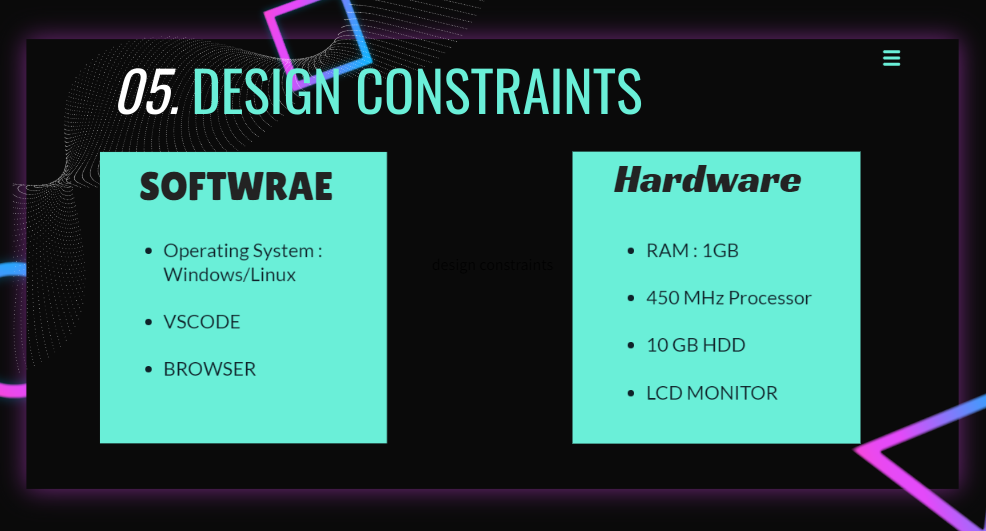 05. DESIGN CONSTRAINTS
SOFTWRAE
• Operating System :
Windows/Linux
• VSCODE
• BROWSER
design constraints
Hardware
• RAM : 1GB
• 450 MHz Processor
• 10 GB HDD
• LCD MONITOR